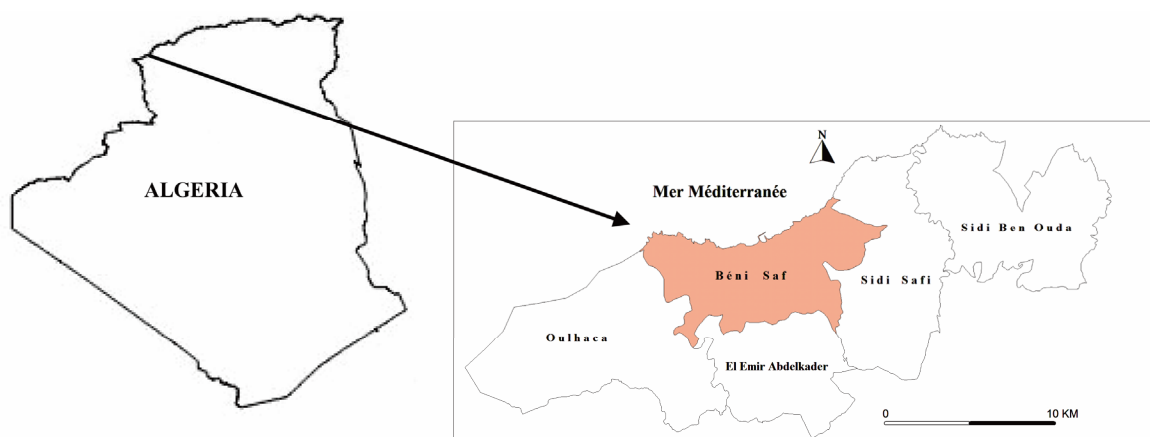 ALGERIA
N
Mer Méditerranée
Sidi Ben Ouda
Béni Saf
Sidi Safi
Oulhaca
El Emir Abdelkader
0 10 KM